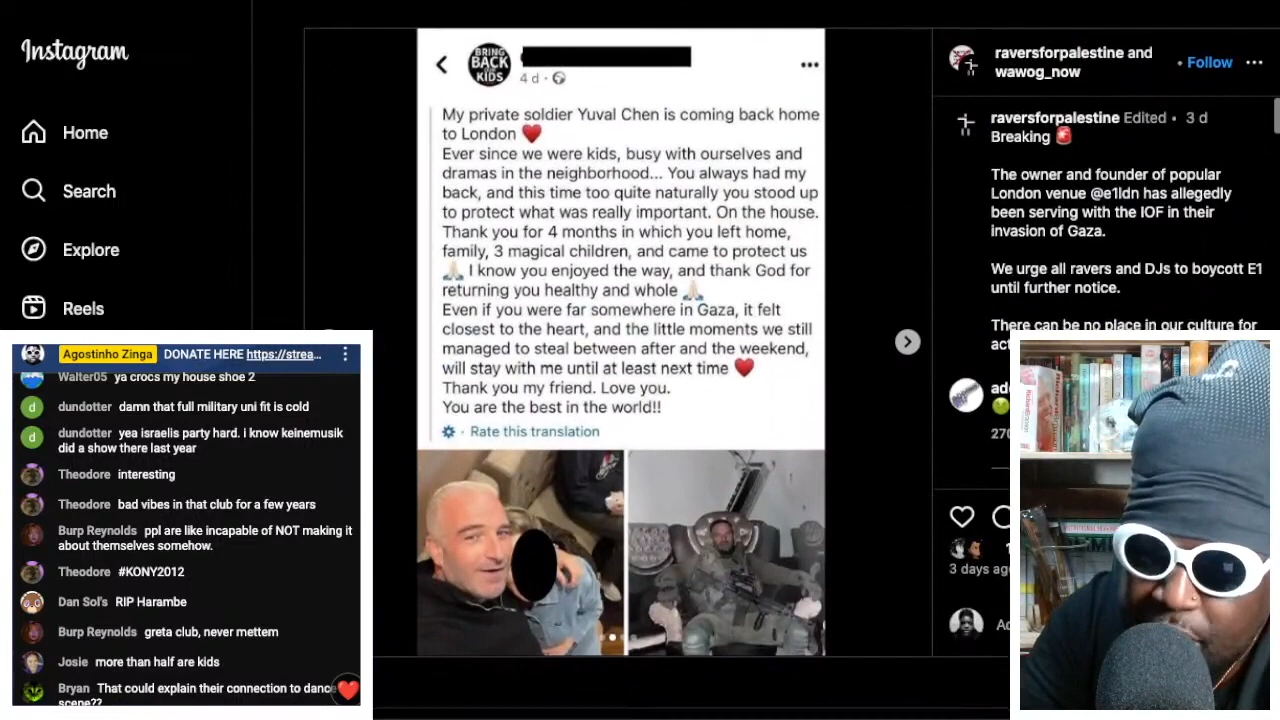 Instagram
Home
Search
Explore
Reels
BRING
BACK
KIDS
4 d
My private soldier Yuval Chen is coming back home
to London ❤️
Ever since we were kids, busy with ourselves and
dramas in the neighborhood... You always had my
back, and this time too quite naturally you stood up
to protect what was really important. On the house.
Thank you for 4 months in which you left home,
family, 3 magical children, and came to protect us
🙏🏻 I know you enjoyed the way, and thank God for
returning you healthy and whole 🙏🏻
Even if you were far somewhere in Gaza, it felt
closest to the heart, and the little moments we still
managed to steal between after and the weekend,
will stay with me until at least next time ❤️
Thank you my friend. Love you.
You are the best in the world!!
Rate this translation
raversforpalestine and
wawog_now
• Follow
raversforpalestine Edited • 3 d
Breaking 🚨
The owner and founder of popular
London venue @e1ldn has allegedly
been serving with the IOF in their
invasion of Gaza.
We urge all ravers and DJs to boycott E1
until further notice.
There can be no place in our culture for
3 days
Agostinho Zinga DONATE HERE https://strea...
Walter05 ya crocs my house shoe 2
dundotter damn that full military uni fit is cold
dundotter yea israelis party hard. i know keinemusik
did a show there last year
Theodore interesting
Theodore bad vibes in that club for a few years
Burp Reynolds ppl are like incapable of NOT making it
about themselves somehow.
Theodore #KONY2012
Dan Sol's RIP Harambe
Burp Reynolds greta club, never mettem
Josie more than half are kids
Bryan That could explain their connection to dance
scene??